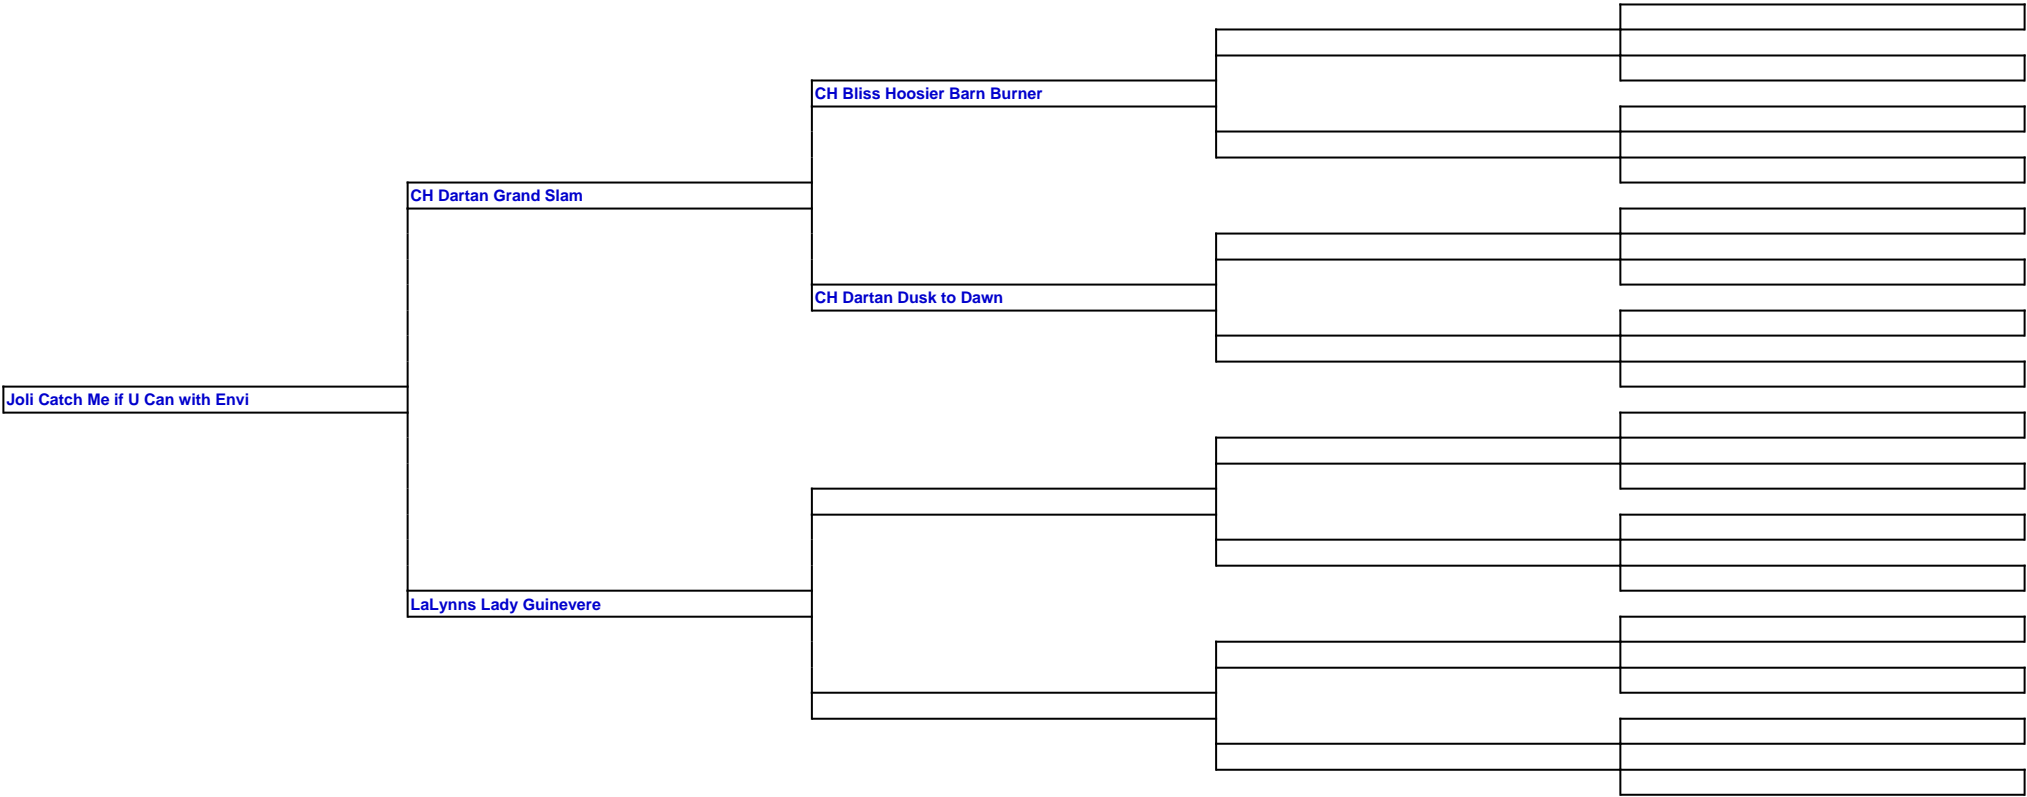 CH Bliss Hoosier Barn Burner
CH Dartan Grand Slam
CH Dartan Dusk to Dawn
Joli Catch Me if U Can with Envi
LaLynns Lady Guinevere